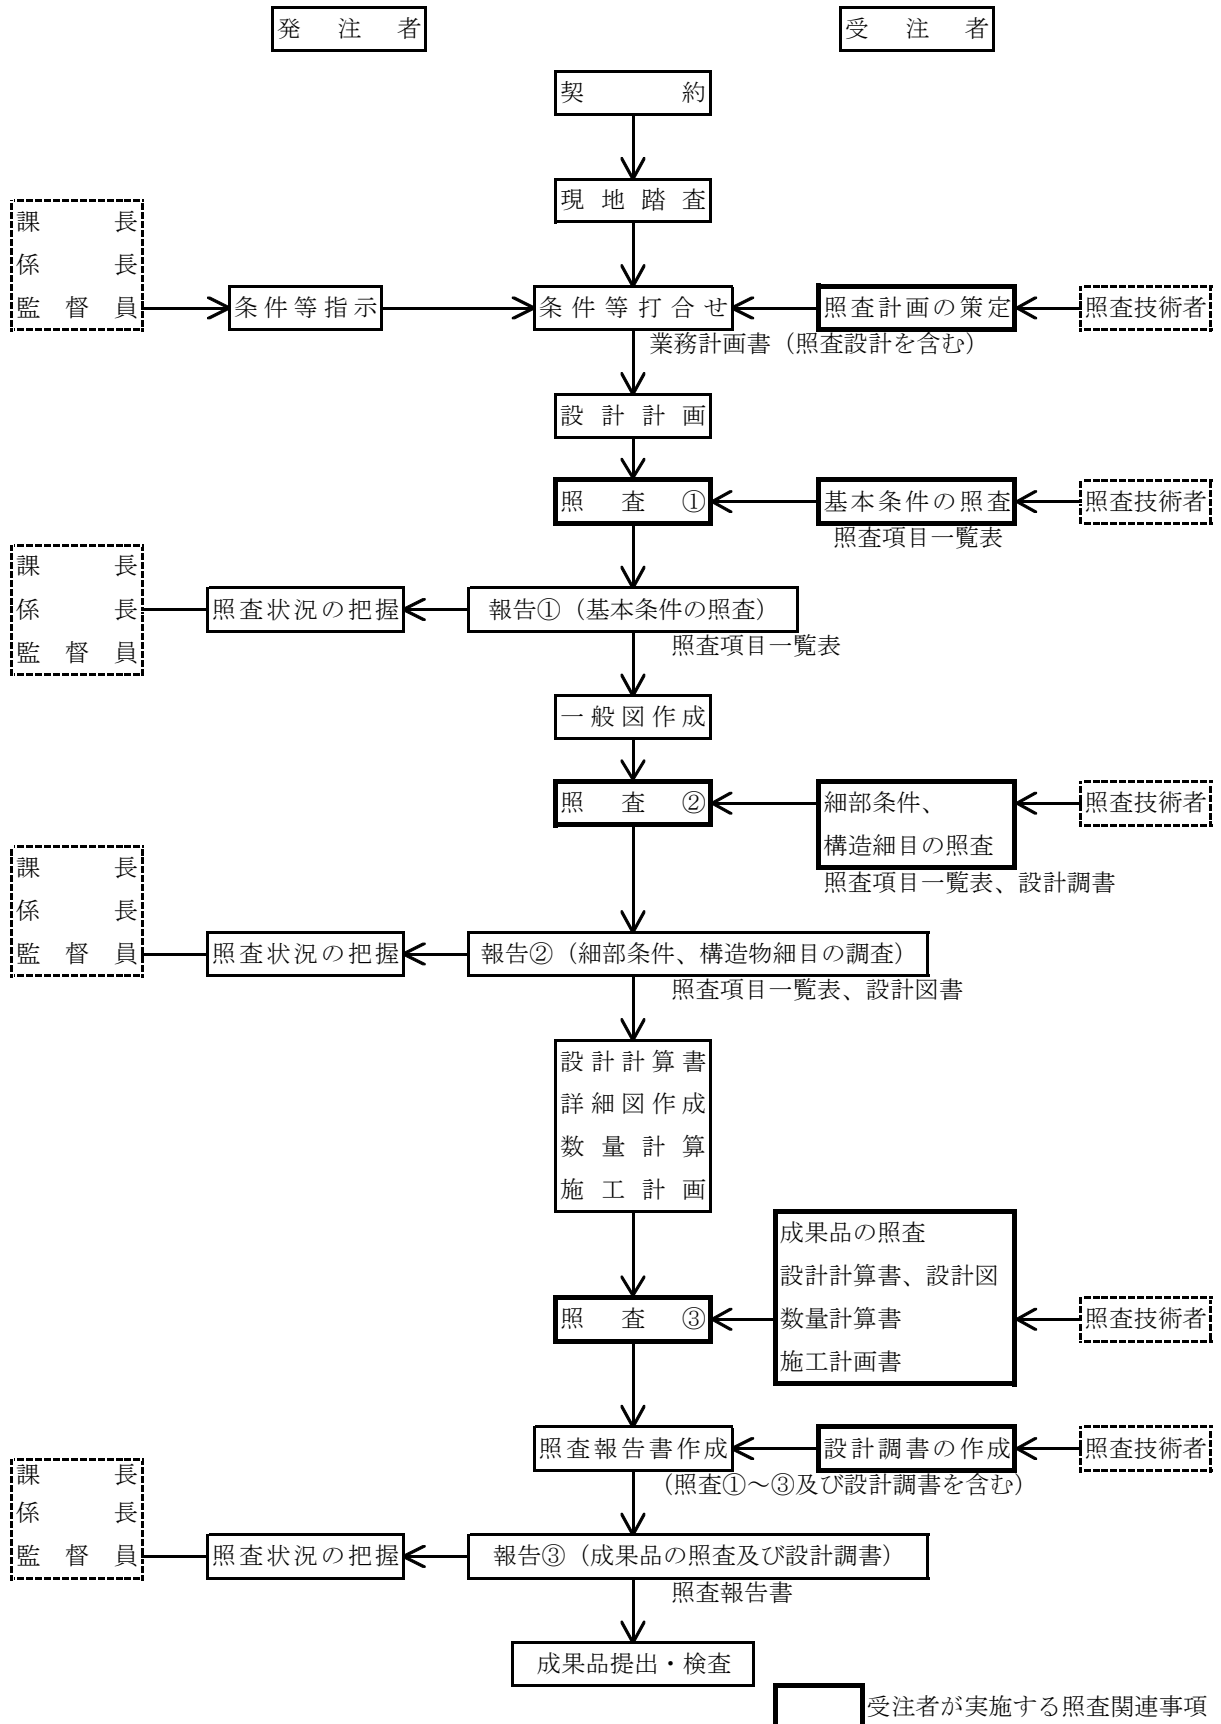 発注者
受注者
契約
現地踏査
課長
係長
監督員
条件等指示
条件等打合せ
照査計画の策定
照査技術者
業務計画書（照査設計を含む）
設計計画
照査①
基本条件の照査
照査技術者
照査項目一覧表
課長
係長
監督員
照査状況の把握
報告①（基本条件の照査）
照査項目一覧表
一般図作成
照査②
細部条件、
構造細目の照査
照査技術者
照査項目一覧表、設計調書
課長
係長
監督員
照査状況の把握
報告②（細部条件、構造物細目の調査）
照査項目一覧表、設計図書
設計計算書
詳細図作成
数量計算
施工計画
照査③
成果品の照査
設計計算書、設計図
数量計算書
施工計画書
照査技術者
照査報告書作成
設計調書の作成
照査技術者
（照査①～③及び設計調書を含む）
課長
係長
監督員
照査状況の把握
報告③（成果品の照査及び設計調書）
照査報告書
成果品提出・検査
受注者が実施する照査関連事項